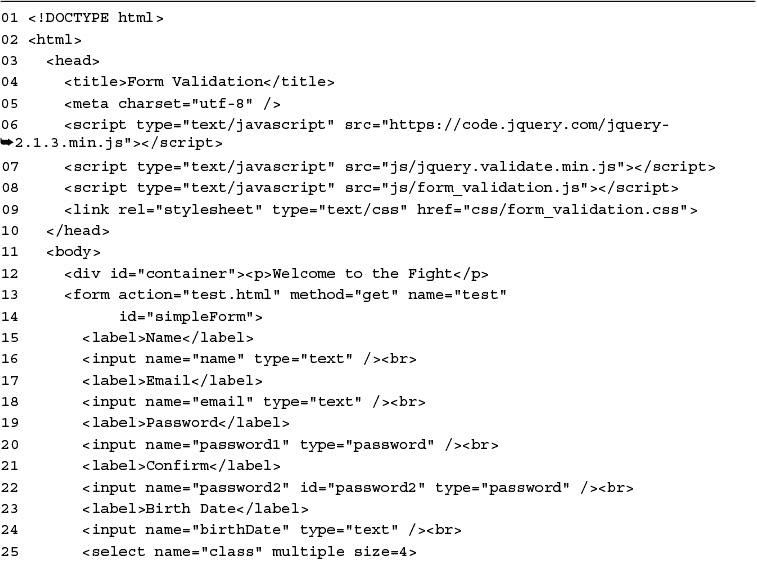 01 <!DOCTYPE html>
02 <html>
03   <head>
04     <title>Form Validation</title>
05     <meta charset="utf-8" />
06     <script type="text/javascript" src="https://code.jquery.com/jquery-
➥2.1.3.min.js"></script>
07     <script type="text/javascript" src="js/jquery.validate.min.js"></script>
08     <script type="text/javascript" src="js/form_validation.js"></script>
09     <link rel="stylesheet" type="text/css" href="css/form_validation.css">
10   </head>
11   <body>
12     <div id="container"><p>Welcome to the Fight</p>
13     <form action="test.html" method="get" name="test"
14           id="simpleForm">
15       <label>Name</label>
16       <input name="name" type="text" /><br>
17       <label>Email</label>
18       <input name="email" type="text" /><br>
19       <label>Password</label>
20       <input name="password1" type="password" /><br>
21       <label>Confirm</label>
22       <input name="password2" id="password2" type="password" /><br>
23       <label>Birth Date</label>
24       <input name="birthDate" type="text" /><br>
25       <select name="class" multiple size=4>